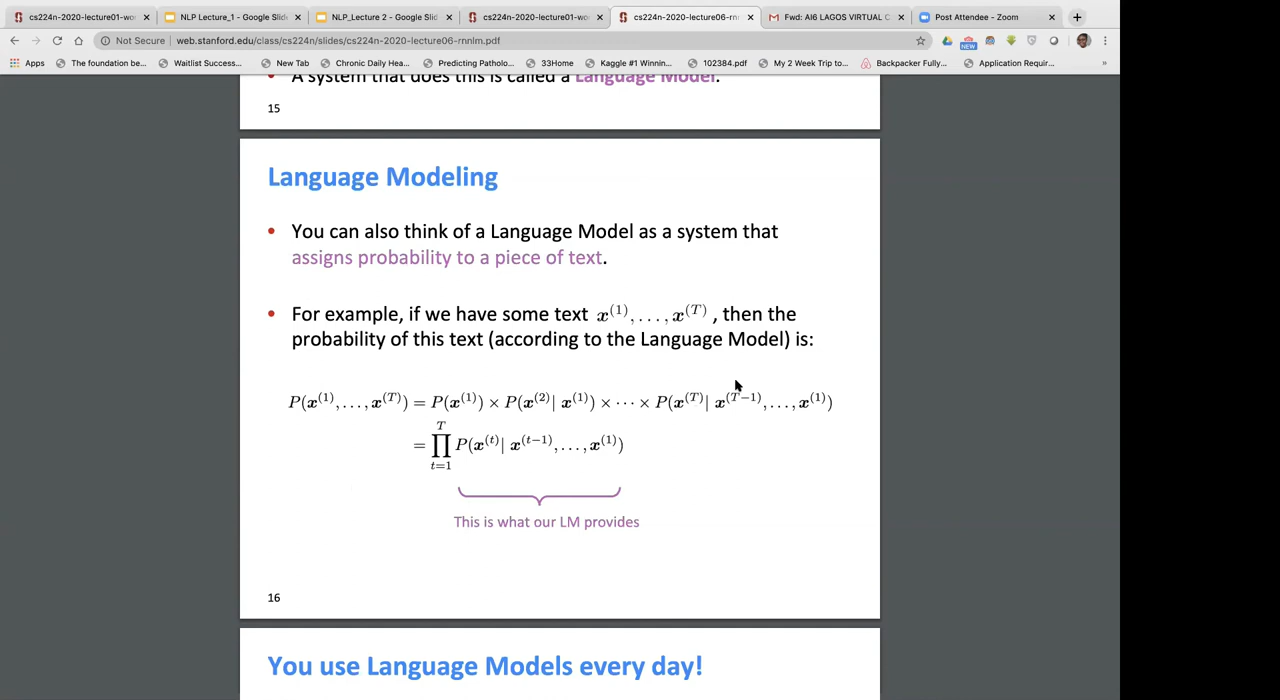 cs224n-2020-lecture01-wo
NLP Lecture_1 - Google Slide
NLP_Lecture 2 - Google Slid
cs224n-2020-lecture01-wo
cs224n-2020-lecture06-rn
Fwd: AI6 LAGOS VIRTUAL C
Post Attendee - Zoom
Not Secure | web.stanford.edu/class/cs224n/slides/cs224n-2020-lecture06-rnnlm.pdf
NEW
Apps
The foundation be...
Waitlist Success...
New Tab
Chronic Daily Hea...
Predicting Patholo...
33Home
Kaggle #1 Winnin...
102384.pdf
My 2 Week Trip to...
Backpacker Fully...
Application Requir...
»
• A system that does this is called a Language Model.
15
Language Modeling
• You can also think of a Language Model as a system that
assigns probability to a piece of text.
• For example, if we have some text x^(1), . . . , x^(T) , then the
probability of this text (according to the Language Model) is:
P(x^(1), . . . , x^(T)) = P(x^(1)) × P(x^(2)| x^(1)) × · · · × P(x^(T)| x^(T−1), . . . , x^(1))
= ∏_{t=1}^{T} P(x^(t)| x^(t−1), . . . , x^(1))
This is what our LM provides
16
You use Language Models every day!